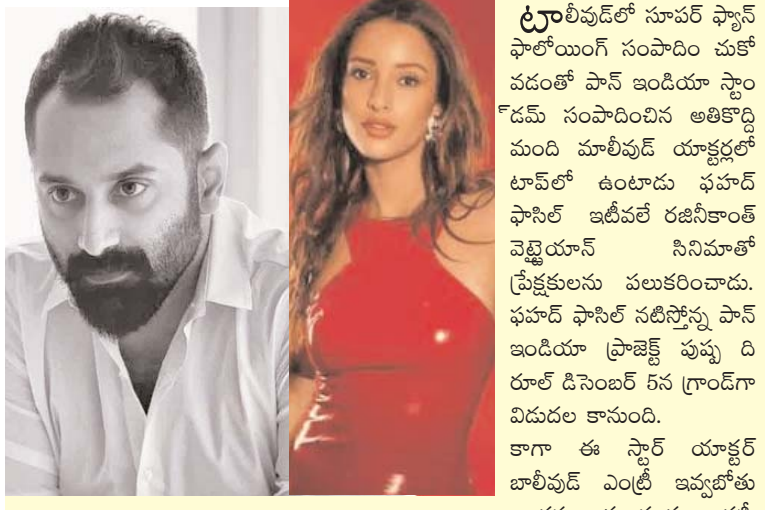 టాలీవుడ్‌లో సూపర్ ఫ్యాన్
ఫాలోయింగ్ సంపాదిం చుకో
వడంతో పాన్ ఇండియా స్టాం
డమ్ సంపాదించిన అతికొద్ది
మంది మాలీవుడ్ యాక్టర్లలో
టాప్‌లో ఉంటాడు ఫహద్
ఫాసిల్ ఇటీవలే రజినీకాంత్
వెట్టైయాన్ సినిమాతో
ప్రేక్షకులను పలుకరించాడు.
ఫహద్ ఫాసిల్ నటిస్తోన్న పాన్
ఇండియా ప్రాజెక్ట్ పుష్ప ది
రూల్ డిసెంబర్ 5న గ్రాండ్‌గా
విడుదల కానుంది.
కాగా ఈ స్టార్ యాక్టర్
బాలీవుడ్ ఎంట్రీ ఇవ్వబోతు